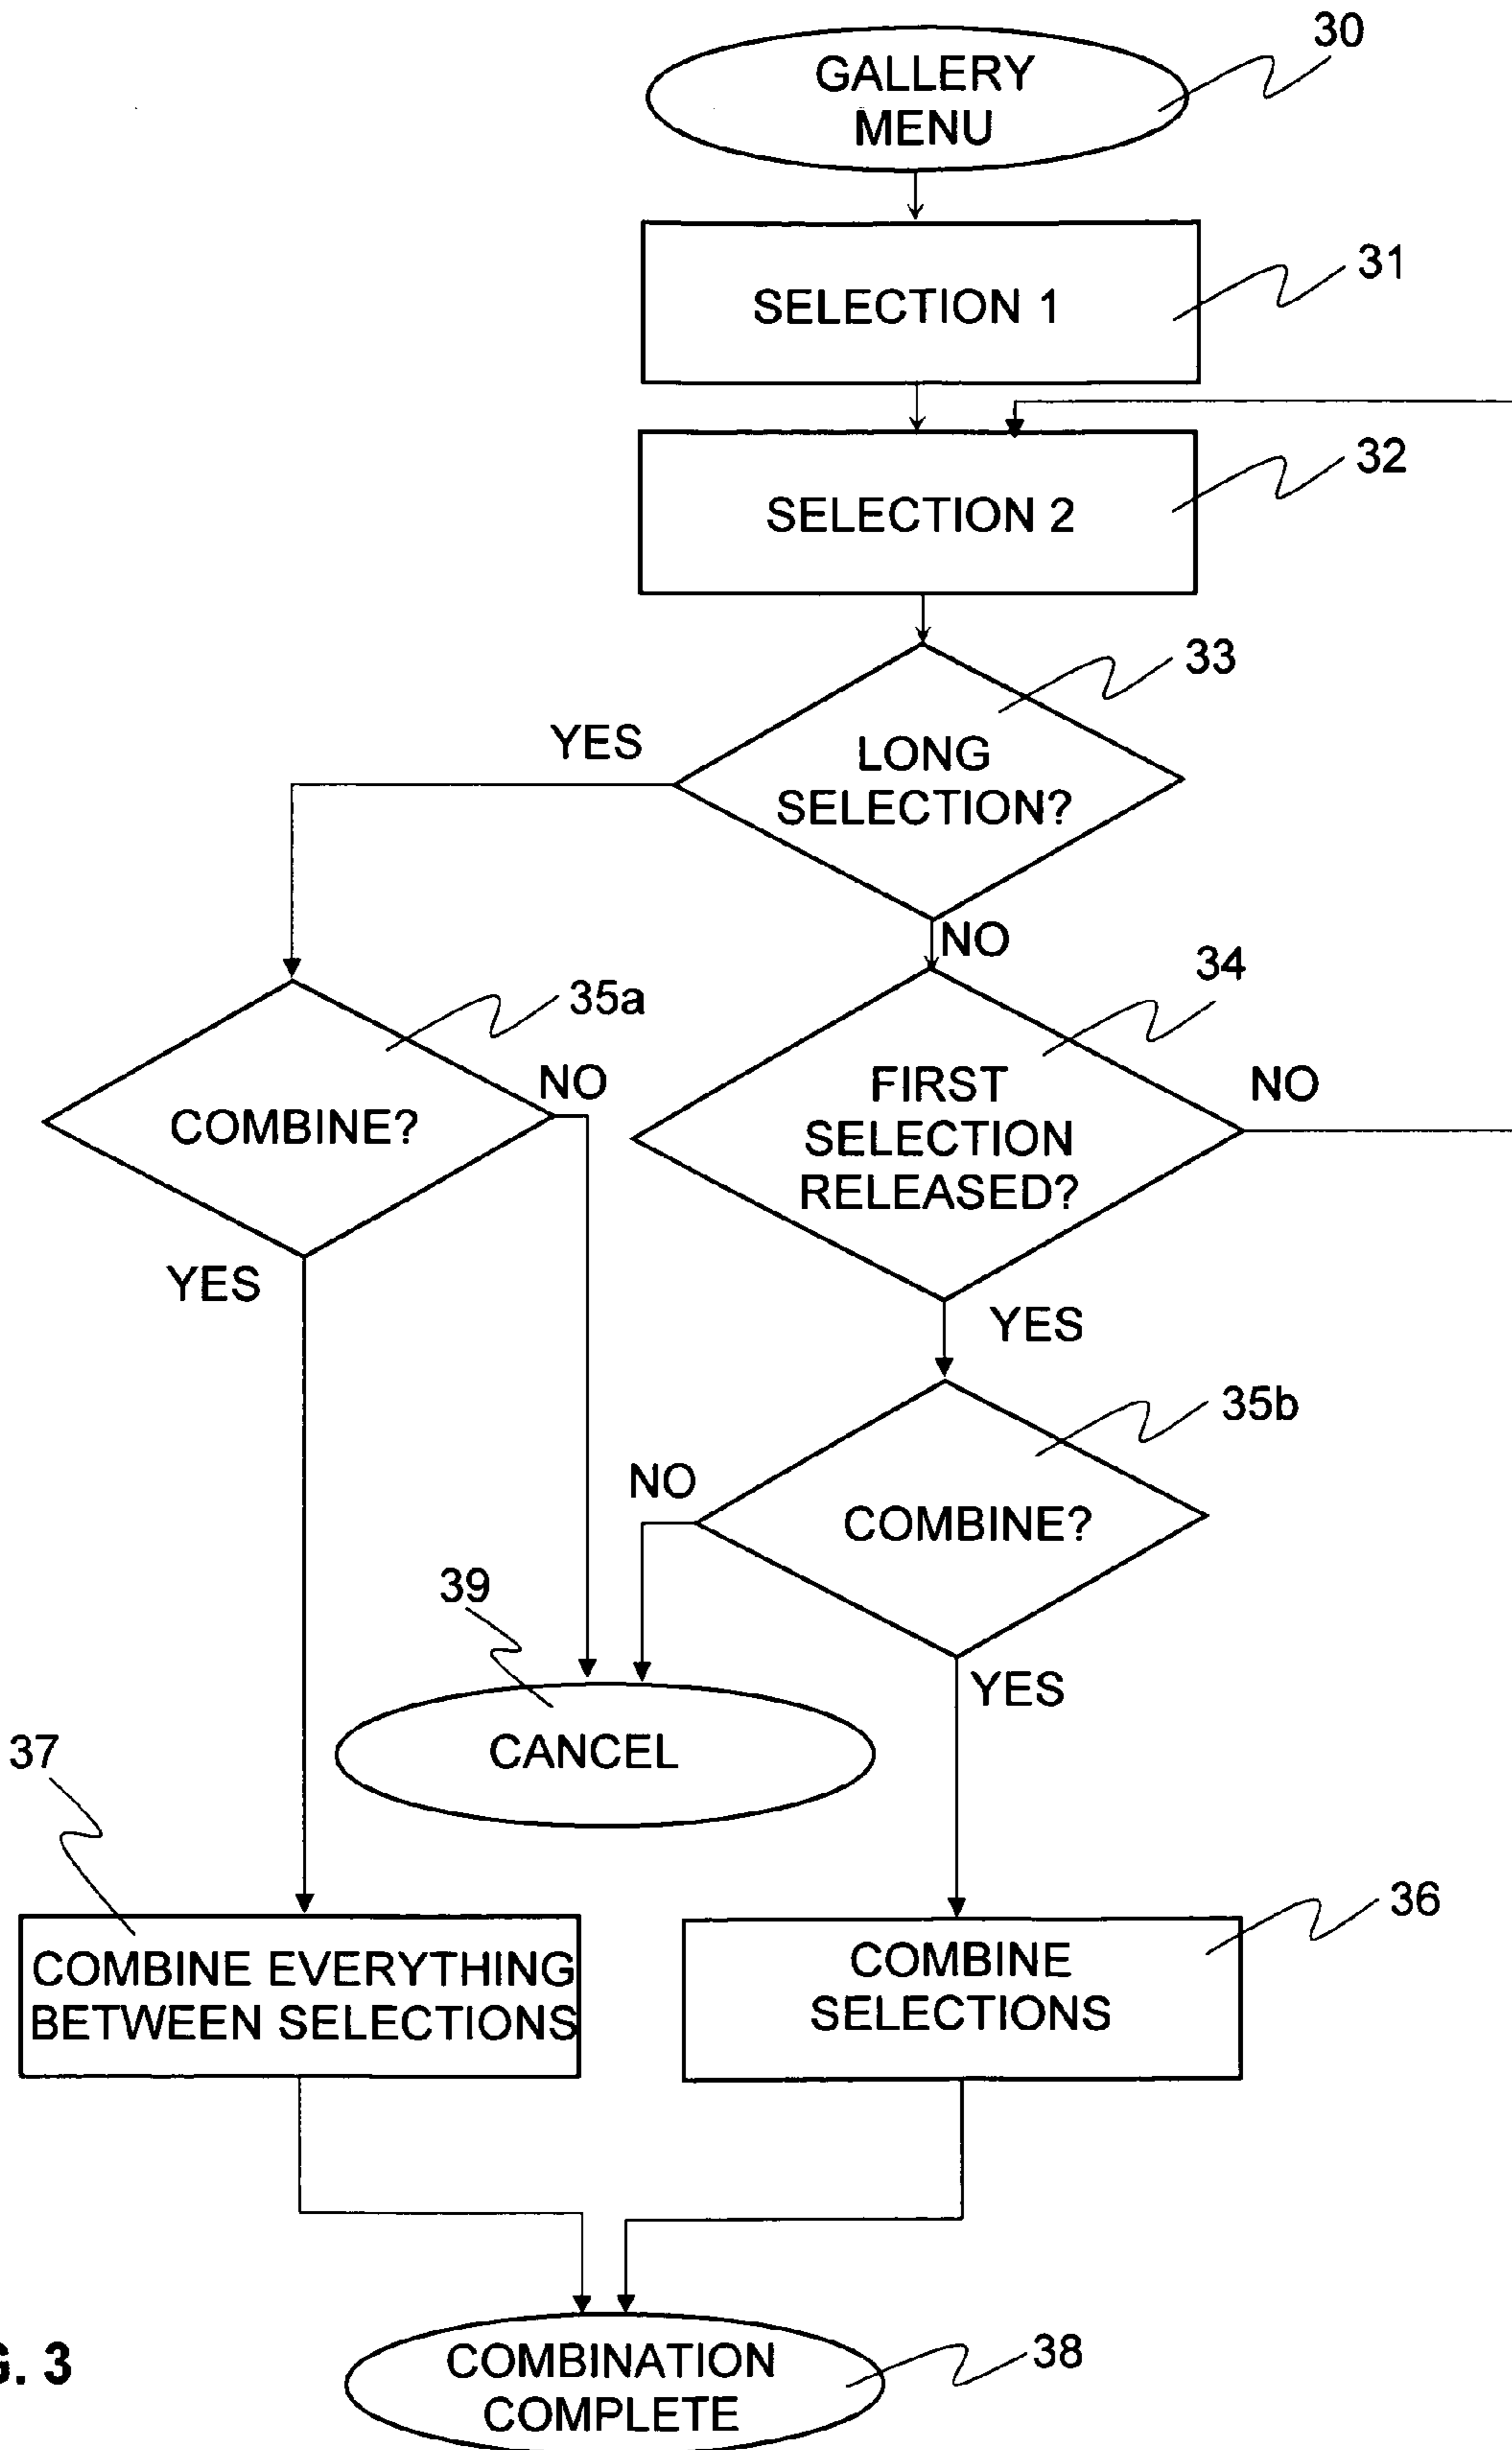 30
GALLERY
MENU
31
SELECTION 1
32
SELECTION 2
33
YES
LONG
SELECTION?
NO
34
35a
NO
FIRST
SELECTION
RELEASED?
NO
COMBINE?
YES
YES
35b
NO
COMBINE?
39
YES
CANCEL
37
36
COMBINE EVERYTHING
BETWEEN SELECTIONS
COMBINE
SELECTIONS
G. 3
COMBINATION
COMPLETE
38